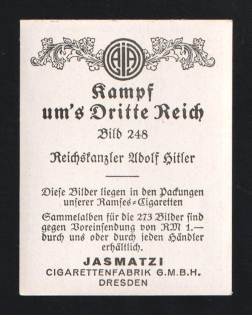 AJA
Kampf
um's Dritte Reich
Bild 248
Reichskanzler Adolf Hitler
Diese Bilder liegen in den Packungen
unserer Ramses-Cigaretten
Sammelalben für die 273 Bilder sind
gegen Voreinsendung von RM 1.—
durch uns oder durch jeden Händler
erhältlich.
JASMATZI
CIGARETTENFABRIK G.M.B.H.
DRESDEN